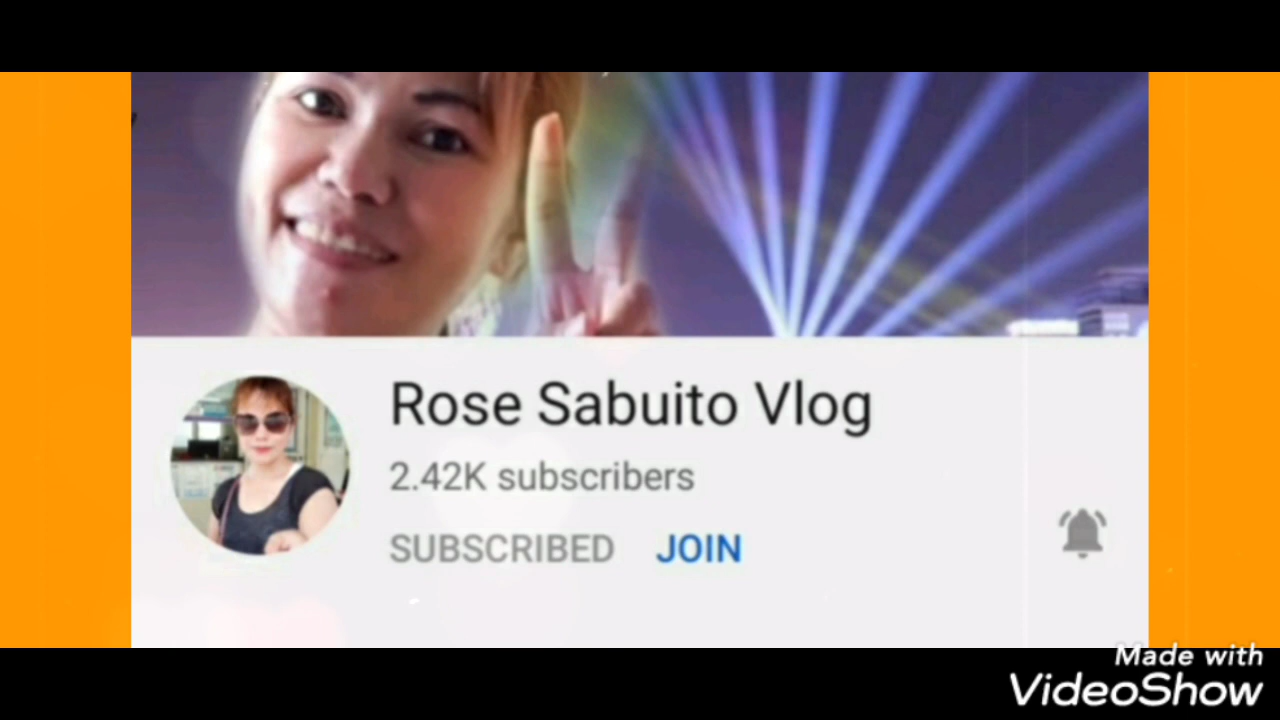 Rose Sabuito Vlog
2.42K subscribers
SUBSCRIBED JOIN
Made with
VideoShow